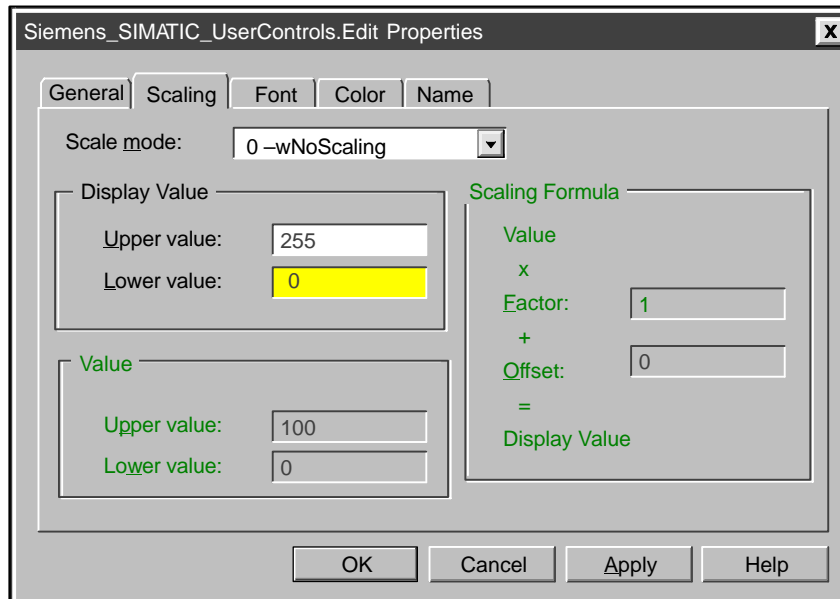 Siemens_SIMATIC_UserControls.Edit Properties
X
General Scaling Font Color Name
Scale mode: 0 –wNoScaling
Display Value
Upper value: 255
Lower value: 0
Value
Upper value: 100
Lower value: 0
Scaling Formula
Value
x
Factor: 1
+
Offset: 0
=
Display Value
OK Cancel Apply Help